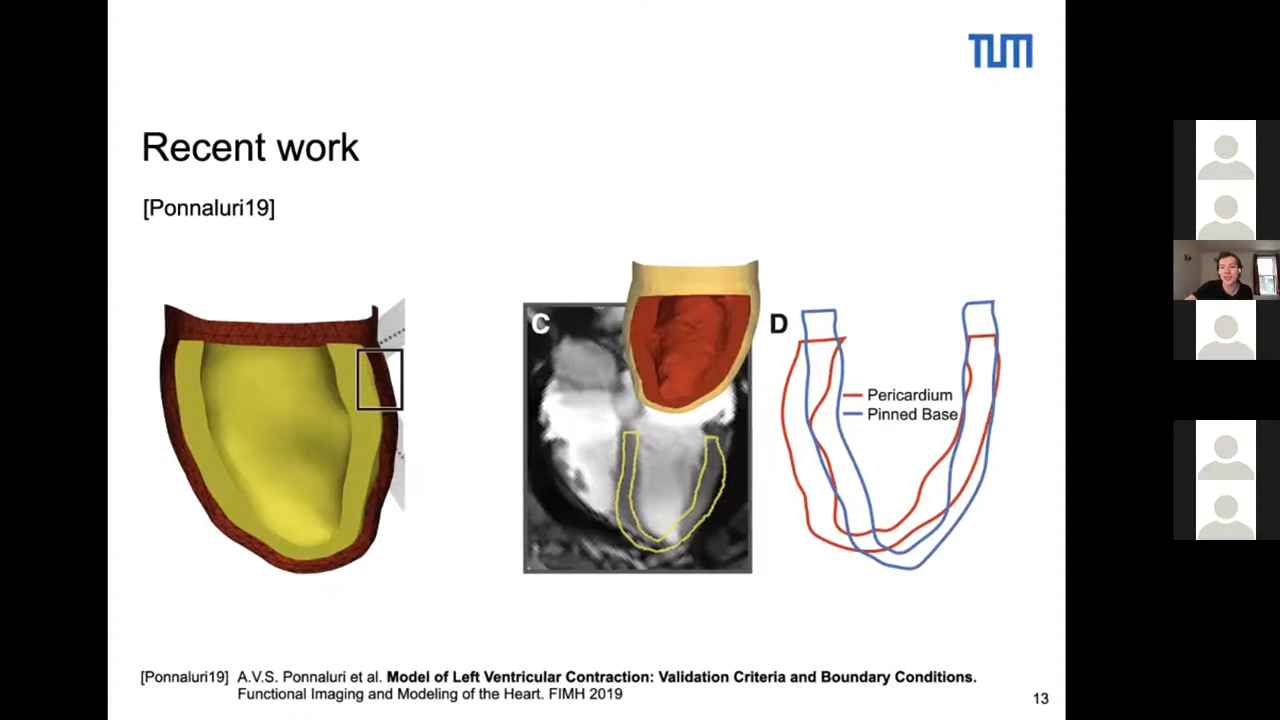 TUM
Recent work
[Ponnaluri19]
C
D
Pericardium
Pinned Base
[Ponnaluri19] A.V.S. Ponnaluri et al. Model of Left Ventricular Contraction: Validation Criteria and Boundary Conditions.
Functional Imaging and Modeling of the Heart. FIMH 2019
13